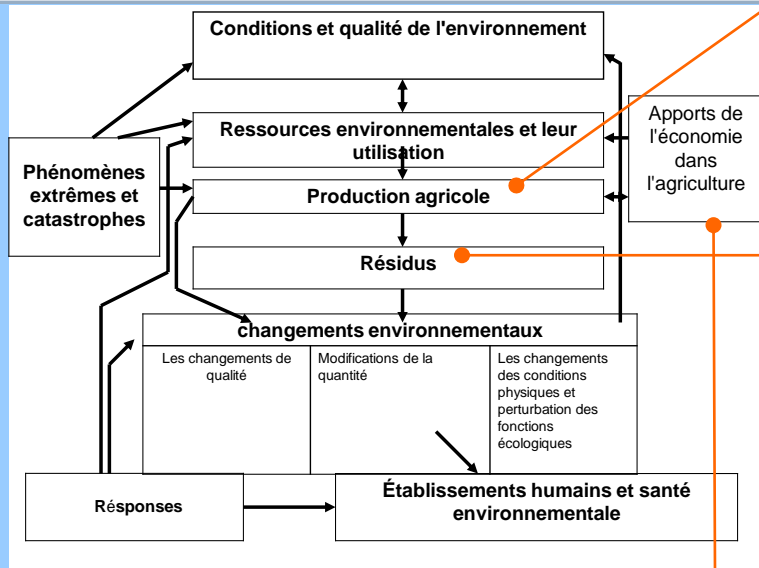 Conditions et qualité de l'environnement
Ressources environnementales et leur
utilisation
Apports de
l'économie
dans
l'agriculture
Phénomènes
extrêmes et
catastrophes
Production agricole
Résidus
changements environnementaux
Les changements de
qualité
Modifications de la
quantité
Les changements
des conditions
physiques et
perturbation des
fonctions
écologiques
Résponses
Établissements humains et santé
environnementale